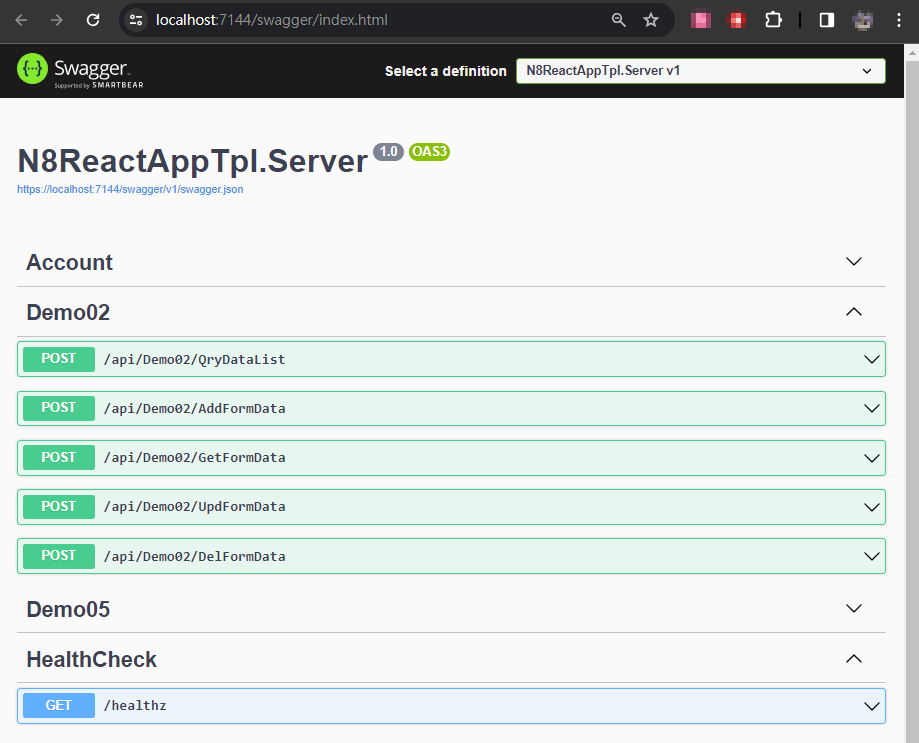 localhost:7144/swagger/index.html
Swagger
Supported by SMARTBEAR
Select a definition
N8ReactAppTpl.Server v1
N8ReactAppTpl.Server 1.0 OAS3
https://localhost:7144/swagger/v1/swagger.json
Account
Demo02
POST /api/Demo02/QryDataList
POST /api/Demo02/AddFormData
POST /api/Demo02/GetFormData
POST /api/Demo02/UpdFormData
POST /api/Demo02/DelFormData
Demo05
HealthCheck
GET /healthz